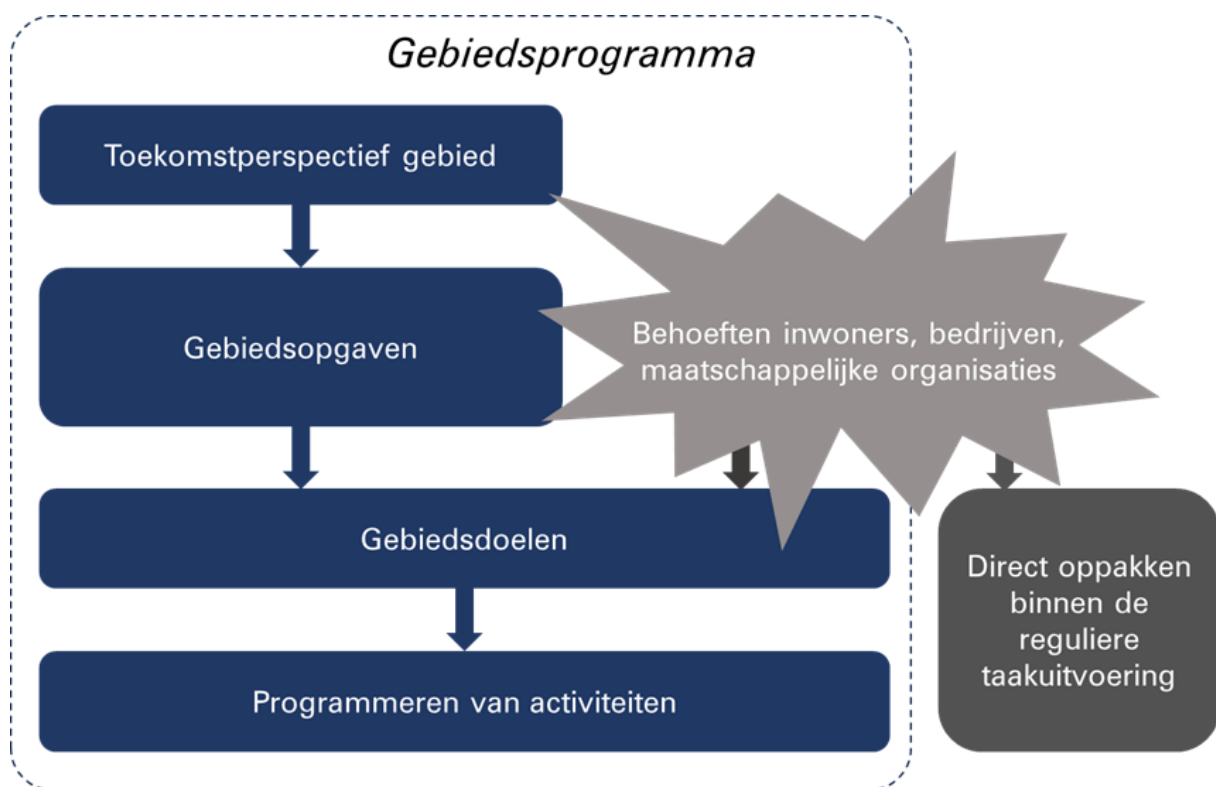 Gebiedsprogramma
Toekomstperspectief gebied
Gebiedsopgaven
Behoeften inwoners, bedrijven,
maatschappelijke organisaties
Gebiedsdoelen
Direct oppakken
binnen de
reguliere
taakuitvoering
Programmeren van activiteiten